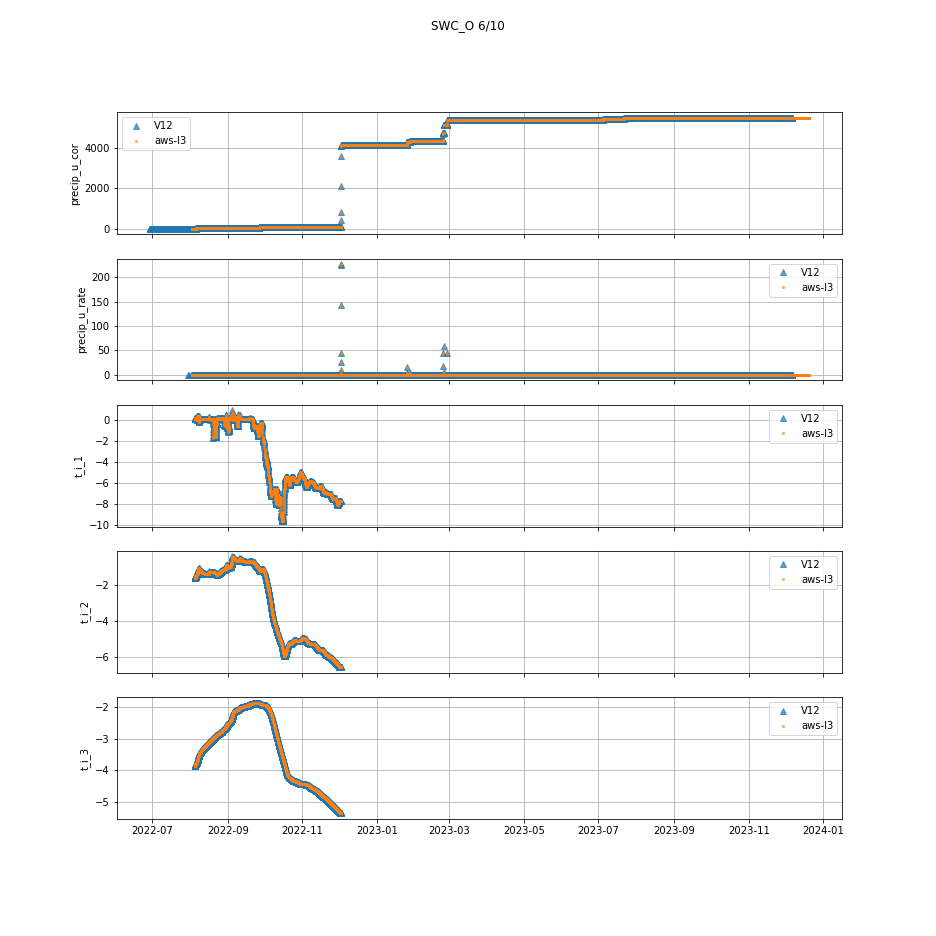 SWC_O 6/10
precip_u_cor
4000
2000
0
V12
aws-l3
precip_u_rate
200
150
100
50
0
V12
aws-l3
t_i_1
0
−2
−4
−6
−8
−10
V12
aws-l3
t_i_2
−2
−4
−6
V12
aws-l3
t_i_3
−2
−3
−4
−5
V12
aws-l3
2022-07 2022-09 2022-11 2023-01 2023-03 2023-05 2023-07 2023-09 2023-11 2024-01